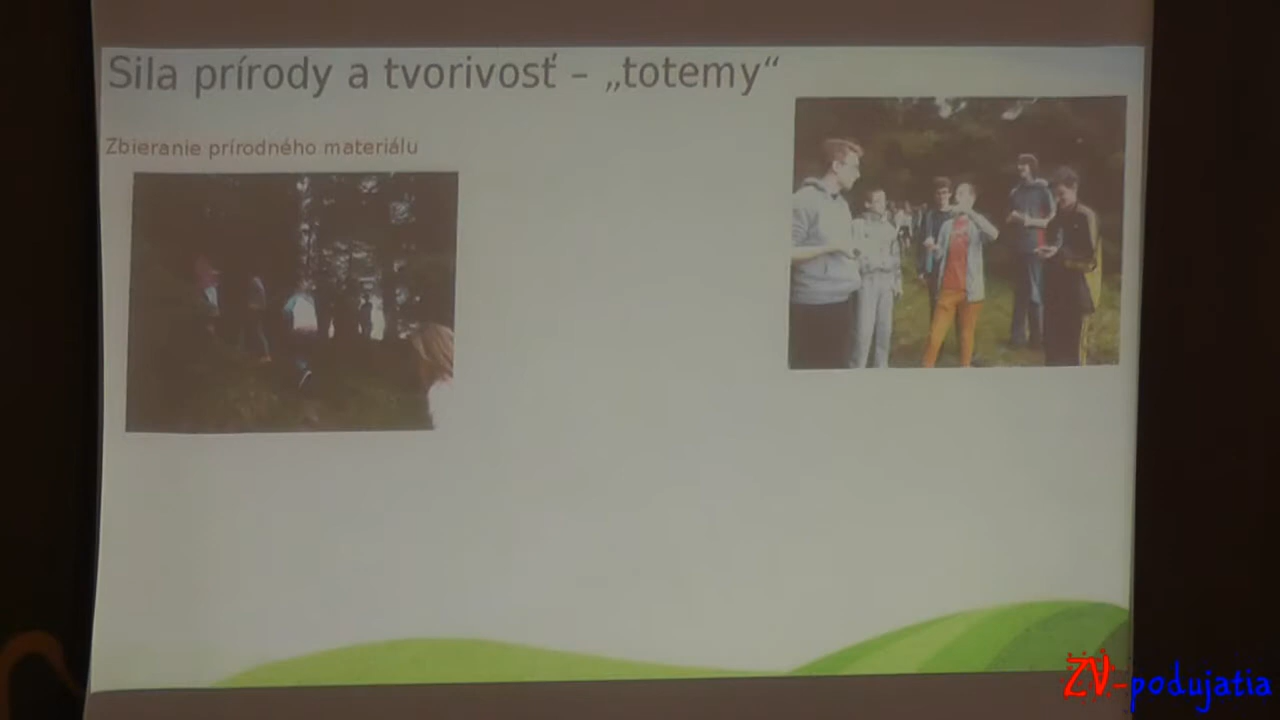 Sila prírody a tvorivosť – „totemy“
Zbieranie prírodného materiálu
ZV-podujatia